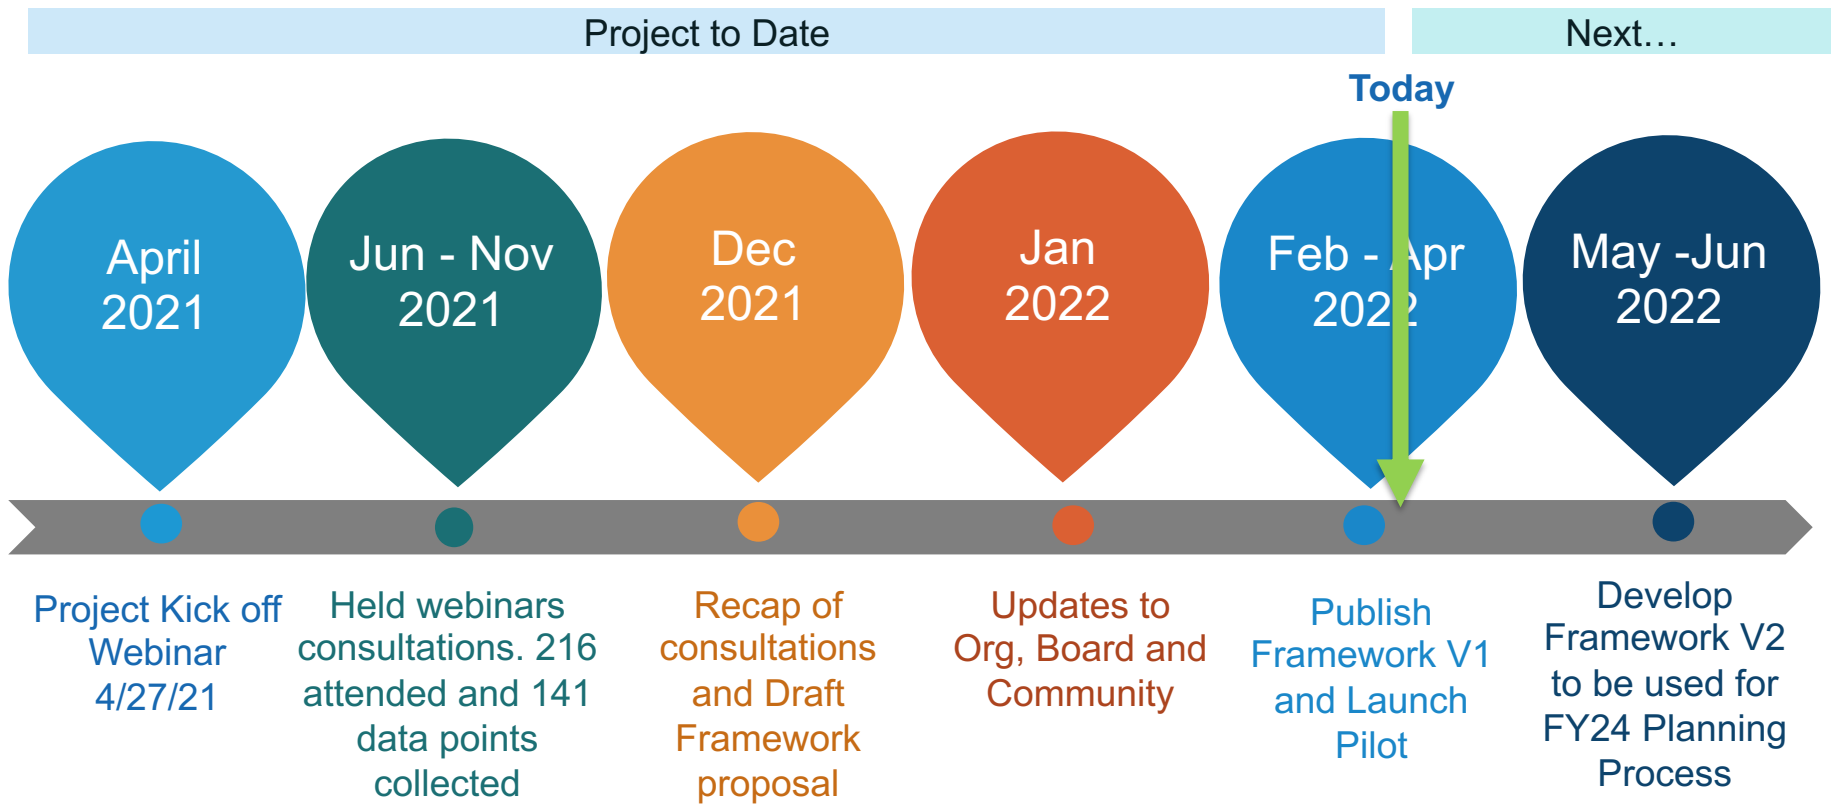 Project to Date
Next…
Today
April
2021
Jun - Nov
2021
Dec
2021
Jan
2022
Feb - Apr
2022
May -Jun
2022
Project Kick off
Webinar
4/27/21
Held webinars
consultations. 216
attended and 141
data points
collected
Recap of
consultations
and Draft
Framework
proposal
Updates to
Org, Board and
Community
Publish
Framework V1
and Launch
Pilot
Develop
Framework V2
to be used for
FY24 Planning
Process